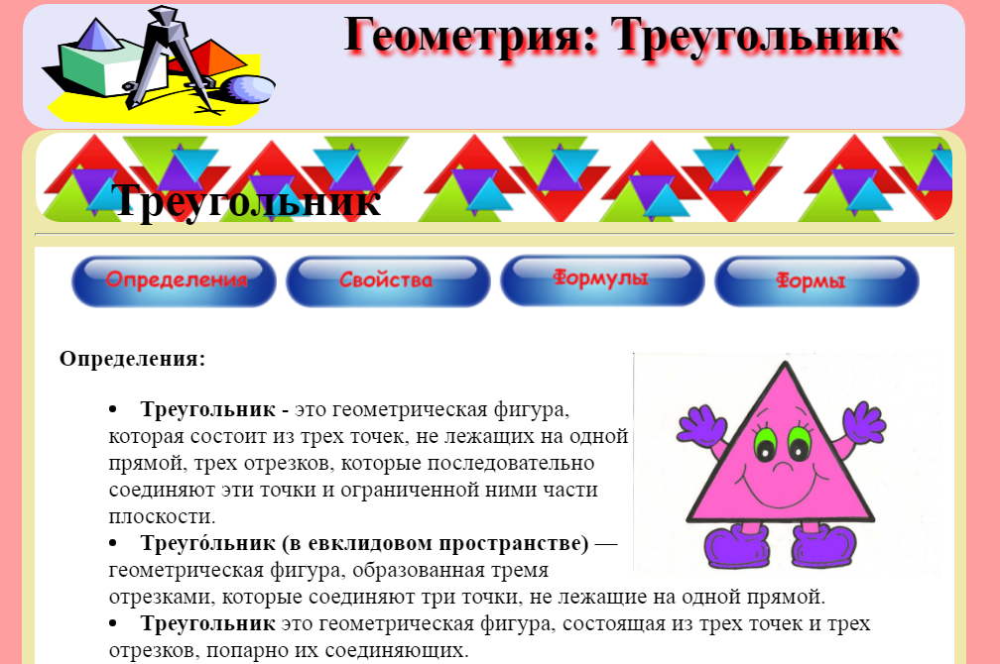 Геометрия: Треугольник
Треугольник
Определения
Свойства
Формулы
Формы
Определения:
• Треугольник - это геометрическая фигура,
которая состоит из трех точек, не лежащих на одной
прямой, трех отрезков, которые последовательно
соединяют эти точки и ограниченной ними части
плоскости.
• Треуго́льник (в евклидовом пространстве) —
геометрическая фигура, образованная тремя
отрезками, которые соединяют три точки, не лежащие на одной прямой.
• Треугольник это геометрическая фигура, состоящая из трех точек и трех
отрезков, попарно их соединяющих.